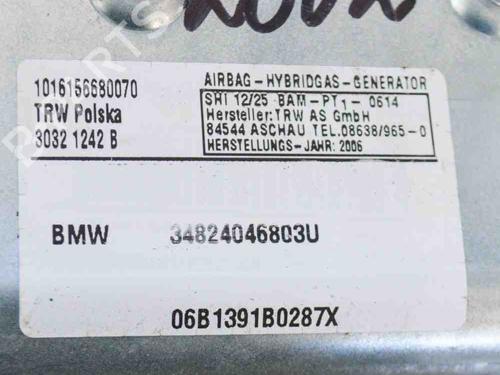 1016156680070
TRW Polska
3032 1242 B
AIRBAG-HYBRIDGAS-GENERATOR
SHI 12/25 BAM-PT1-0614
Hersteller:TRW AS GmbH
84544 ASCHAU TEL.08638/965-0
HERSTELLUNGS-JAHR: 2006
BMW 34824046803U
06B1391B0287X